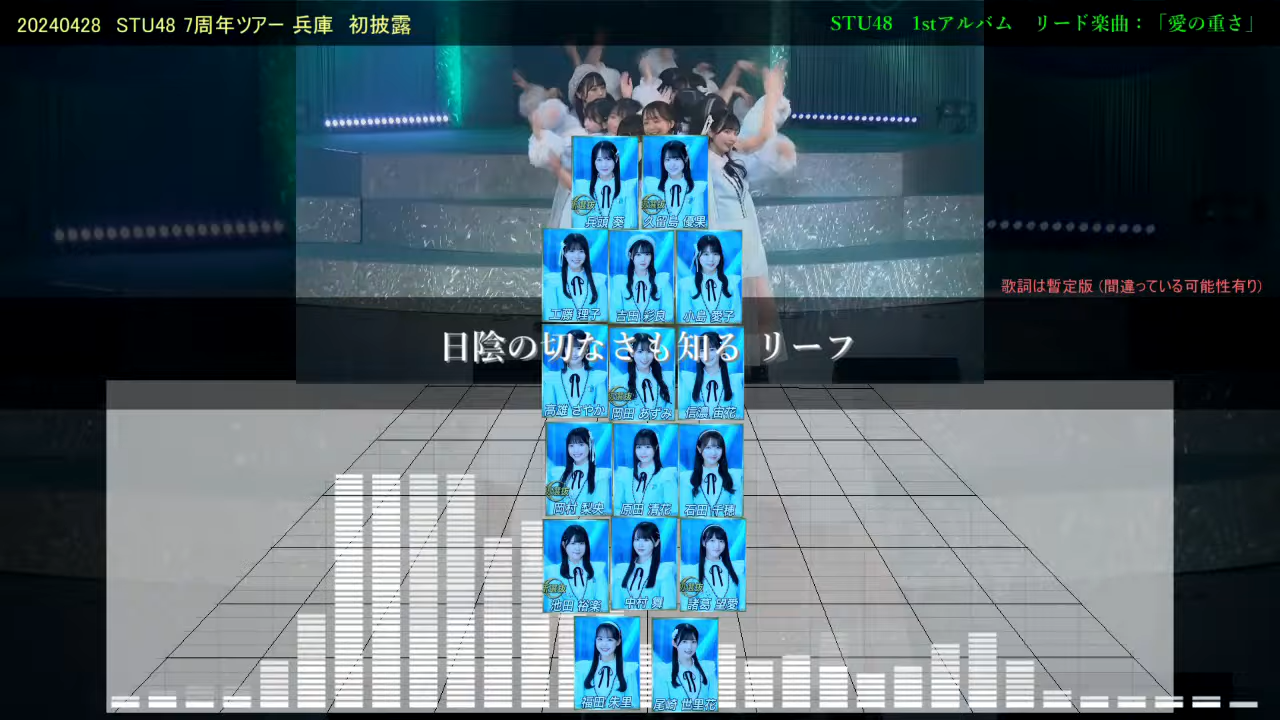 20240428 STU48 7周年ツアー 兵庫 初披露
STU48 1stアルバム リード楽曲：「愛の重さ」
兵頭 葵
久留島 優果
工藤 理子
吉田 彩良
小島 愛子
歌詞は暫定版 (間違っている可能性有り)
日陰の切なさも知る リーフ
高雄 さやか
岡田 あずみ
信濃 宙花
岡村 梨央
原田 清花
石田 千穂
池田 裕楽
中村 舞
諸葛 望愛
福田 朱里
尾崎 世里花